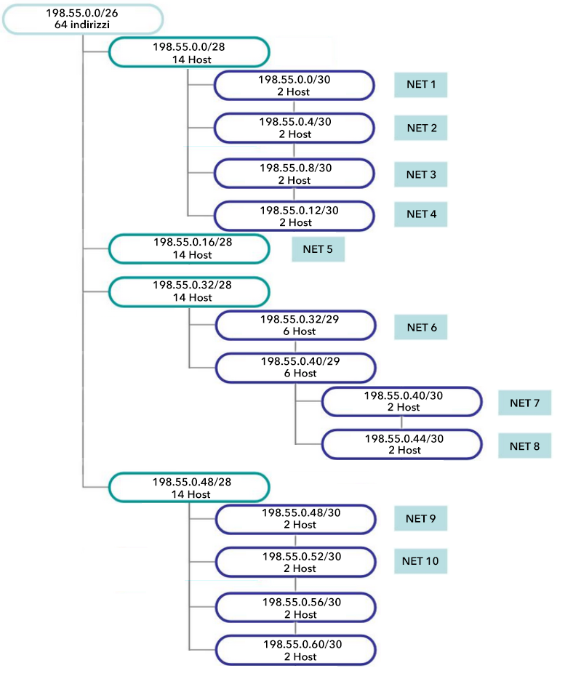 198.55.0.0/26
64 indirizzi
198.55.0.0/28
14 Host
198.55.0.0/30
2 Host
NET 1
198.55.0.4/30
2 Host
NET 2
198.55.0.8/30
2 Host
NET 3
198.55.0.12/30
2 Host
NET 4
198.55.0.16/28
14 Host
NET 5
198.55.0.32/28
14 Host
198.55.0.32/29
6 Host
NET 6
198.55.0.40/29
6 Host
198.55.0.40/30
2 Host
NET 7
198.55.0.44/30
2 Host
NET 8
198.55.0.48/28
14 Host
198.55.0.48/30
2 Host
NET 9
198.55.0.52/30
2 Host
NET 10
198.55.0.56/30
2 Host
198.55.0.60/30
2 Host